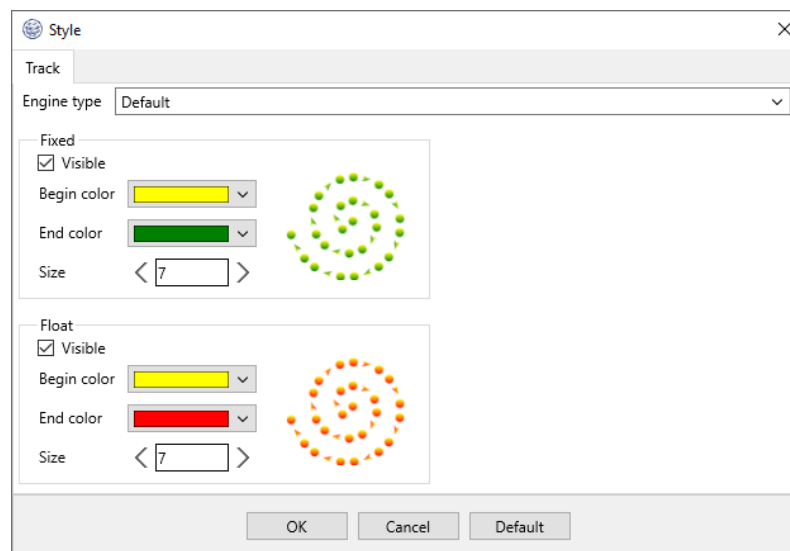 Style
Track
Engine type Default
Fixed
Visible
Begin color
End color
Size 7
Float
Visible
Begin color
End color
Size 7
OK Cancel Default